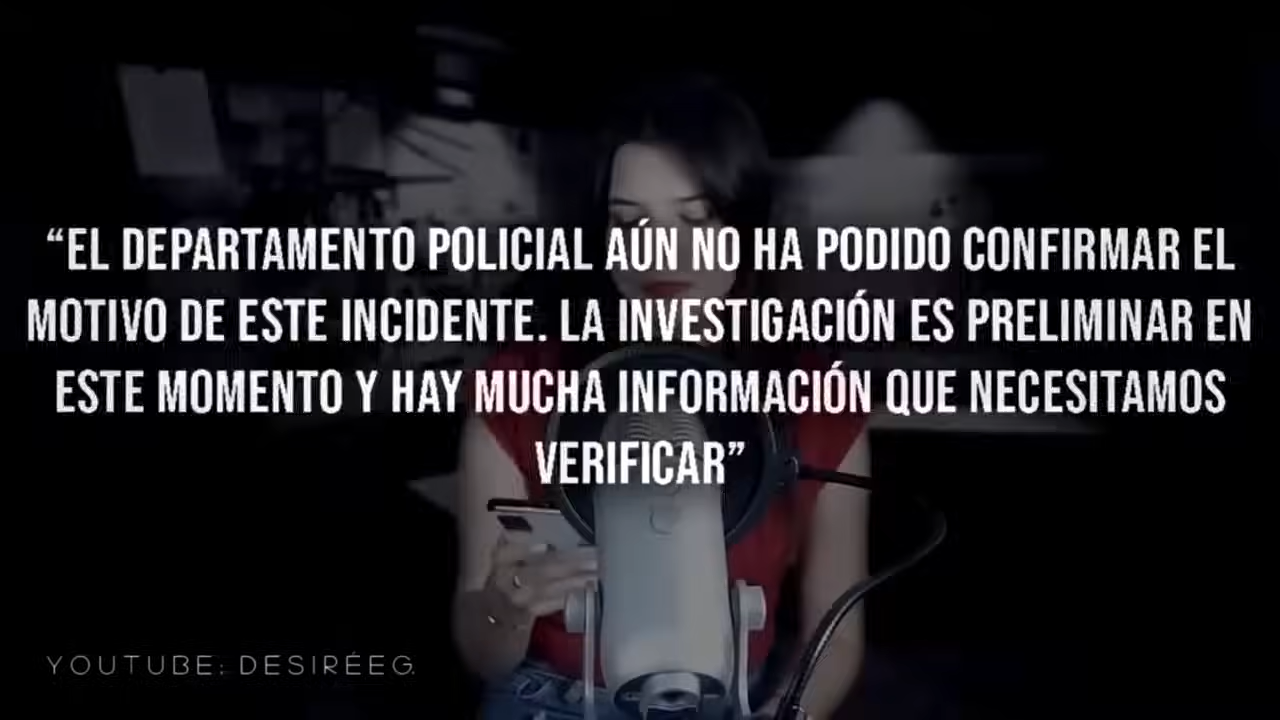 “EL DEPARTAMENTO POLICIAL AÚN NO HA PODIDO CONFIRMAR EL
MOTIVO DE ESTE INCIDENTE. LA INVESTIGACIÓN ES PRELIMINAR EN
ESTE MOMENTO Y HAY MUCHA INFORMACIÓN QUE NECESITAMOS
VERIFICAR”
YOUTUBE: DESIRÉEG.